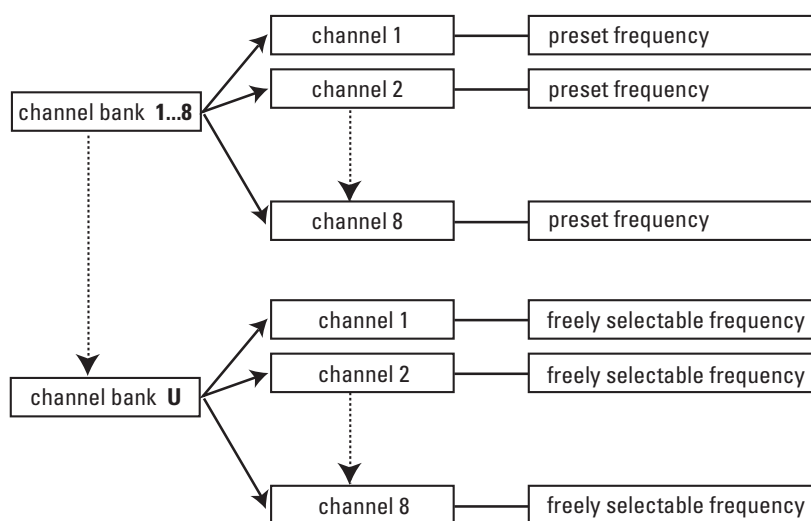 channel 1 preset frequency
channel 2 preset frequency
channel bank 1...8
channel 8 preset frequency
channel 1 freely selectable frequency
channel 2 freely selectable frequency
channel bank U
channel 8 freely selectable frequency